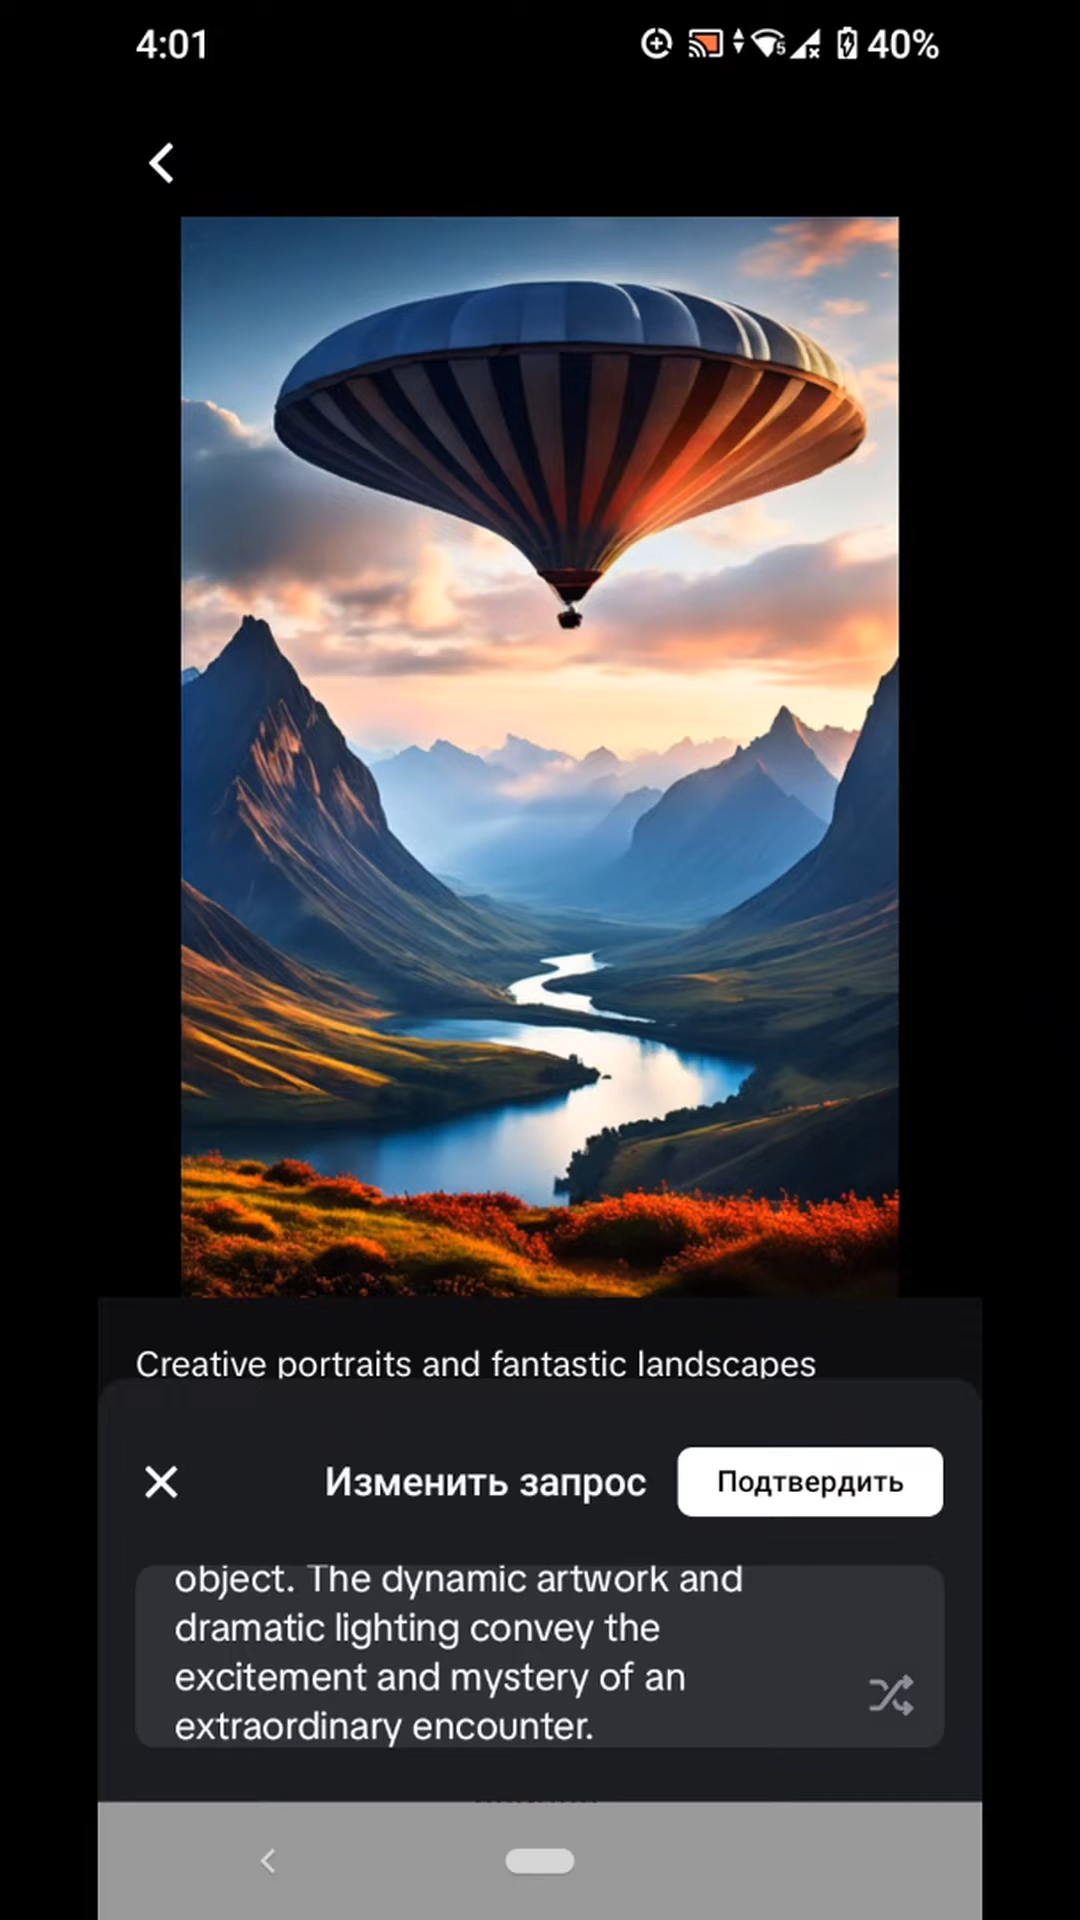 4:01
5
40%
Creative portraits and fantastic landscapes
Изменить запрос
Подтвердить
object. The dynamic artwork and
dramatic lighting convey the
excitement and mystery of an
extraordinary encounter.